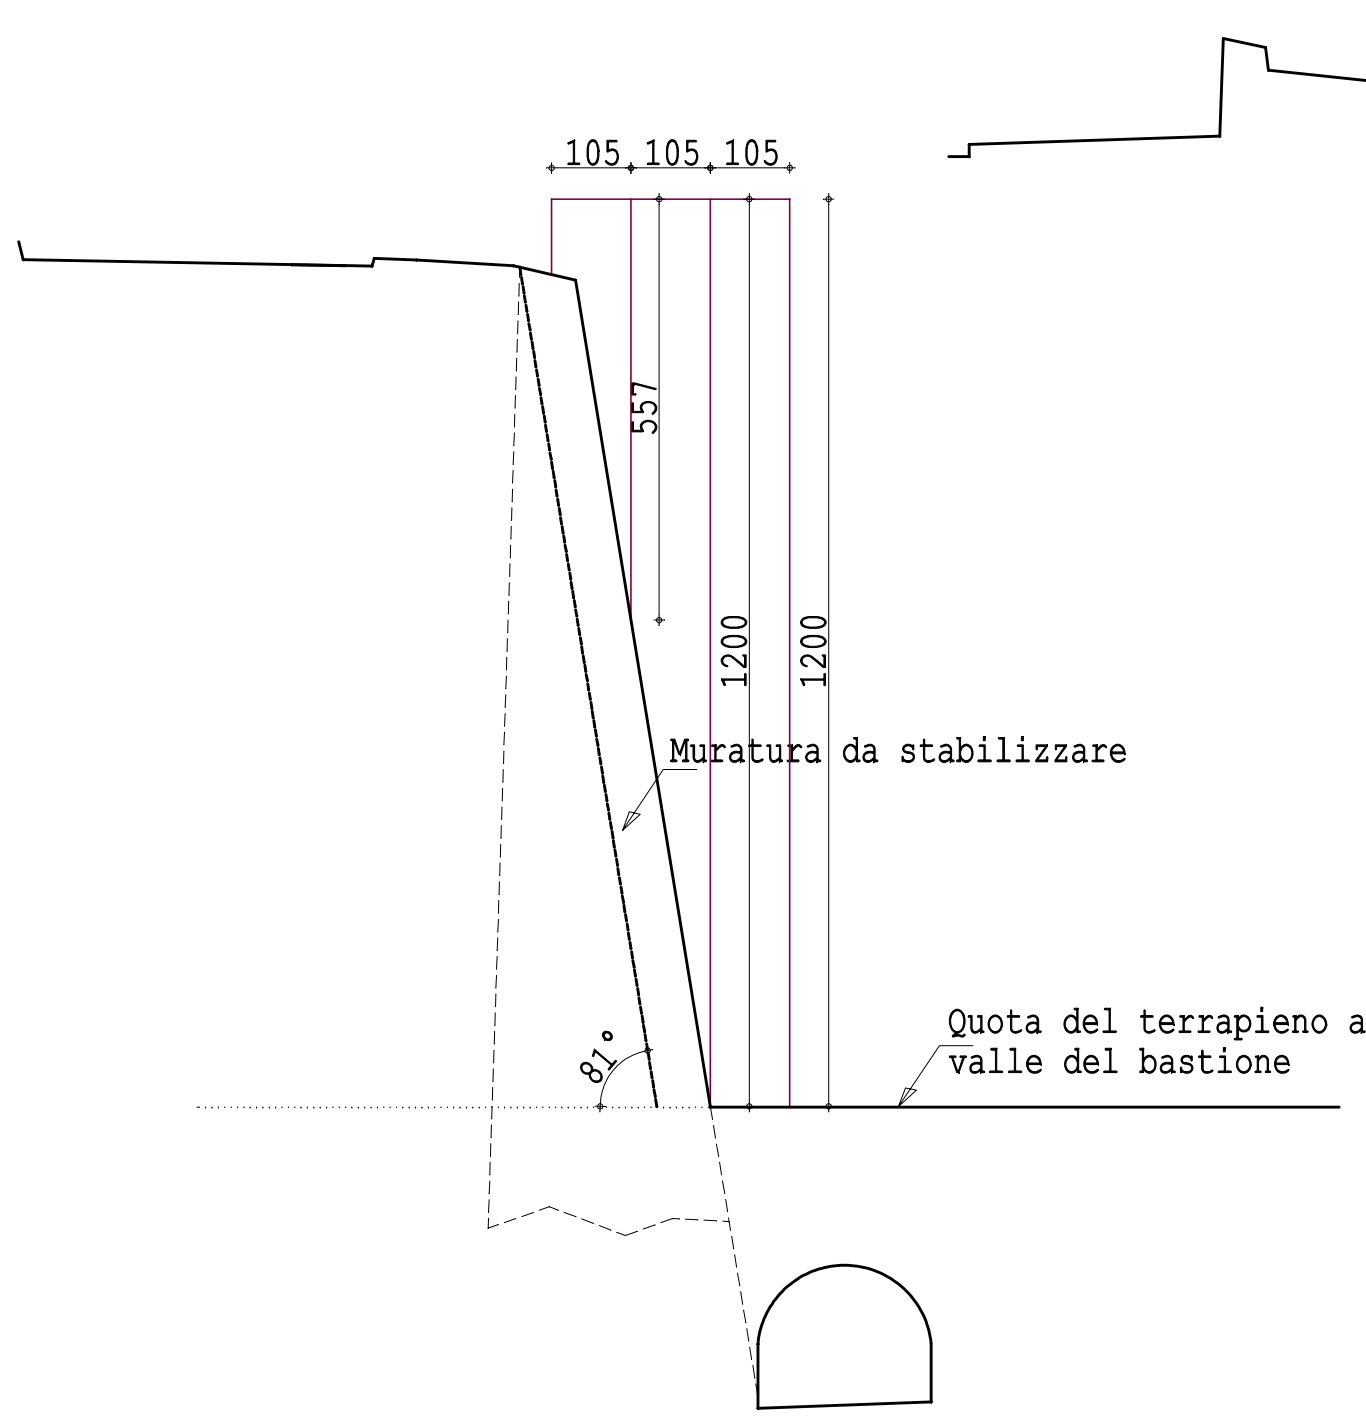 105 105 105
557
1200 1200
Muratura da stabilizzare
Quota del terrapieno a
valle del bastione
81°